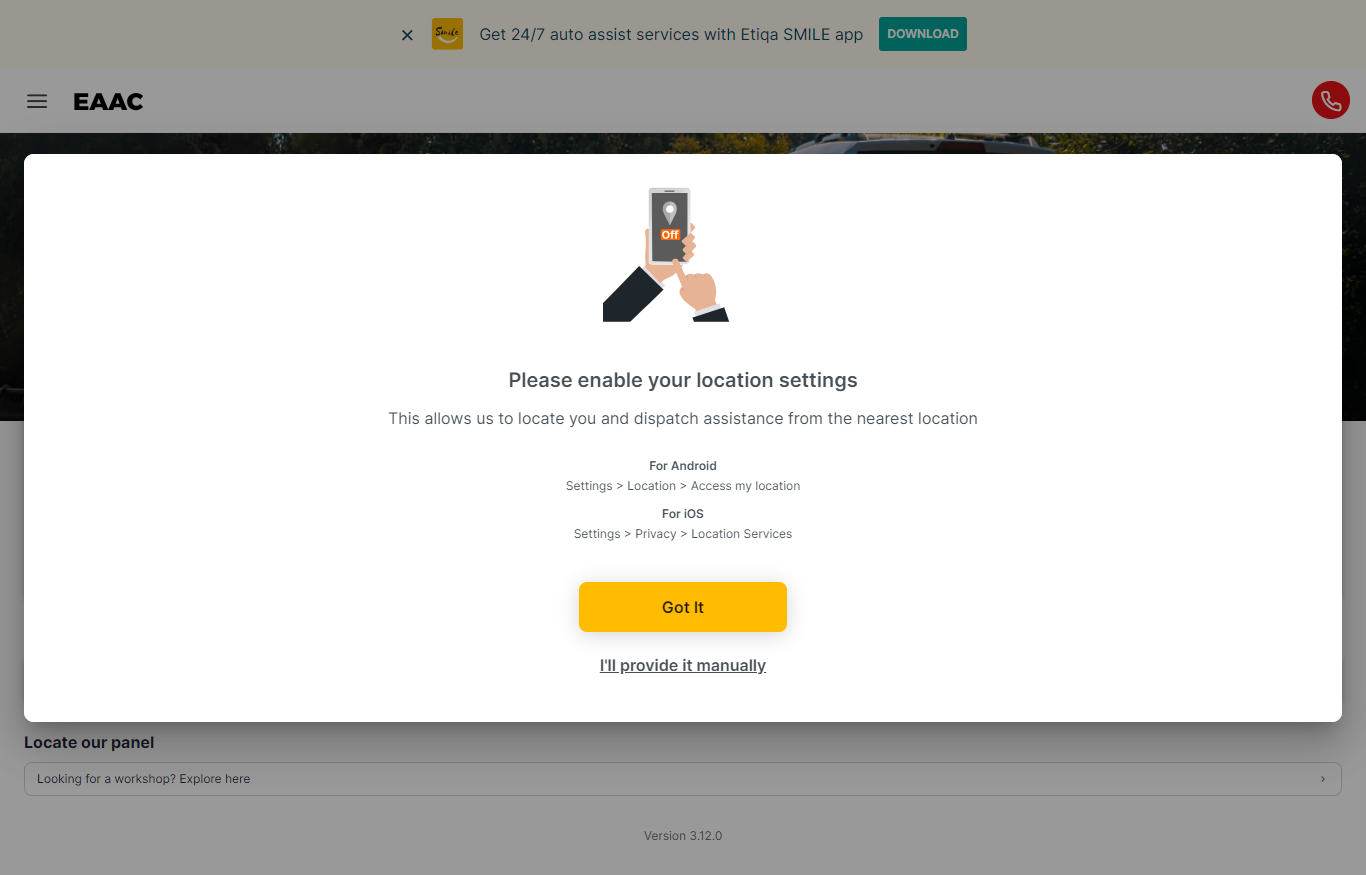 Smile
Get 24/7 auto assist services with Etiqa SMILE app
DOWNLOAD
EAAC
Off
Please enable your location settings
This allows us to locate you and dispatch assistance from the nearest location
For Android
Settings > Location > Access my location
For iOS
Settings > Privacy > Location Services
Got It
I'll provide it manually
Locate our panel
Looking for a workshop? Explore here
Version 3.12.0